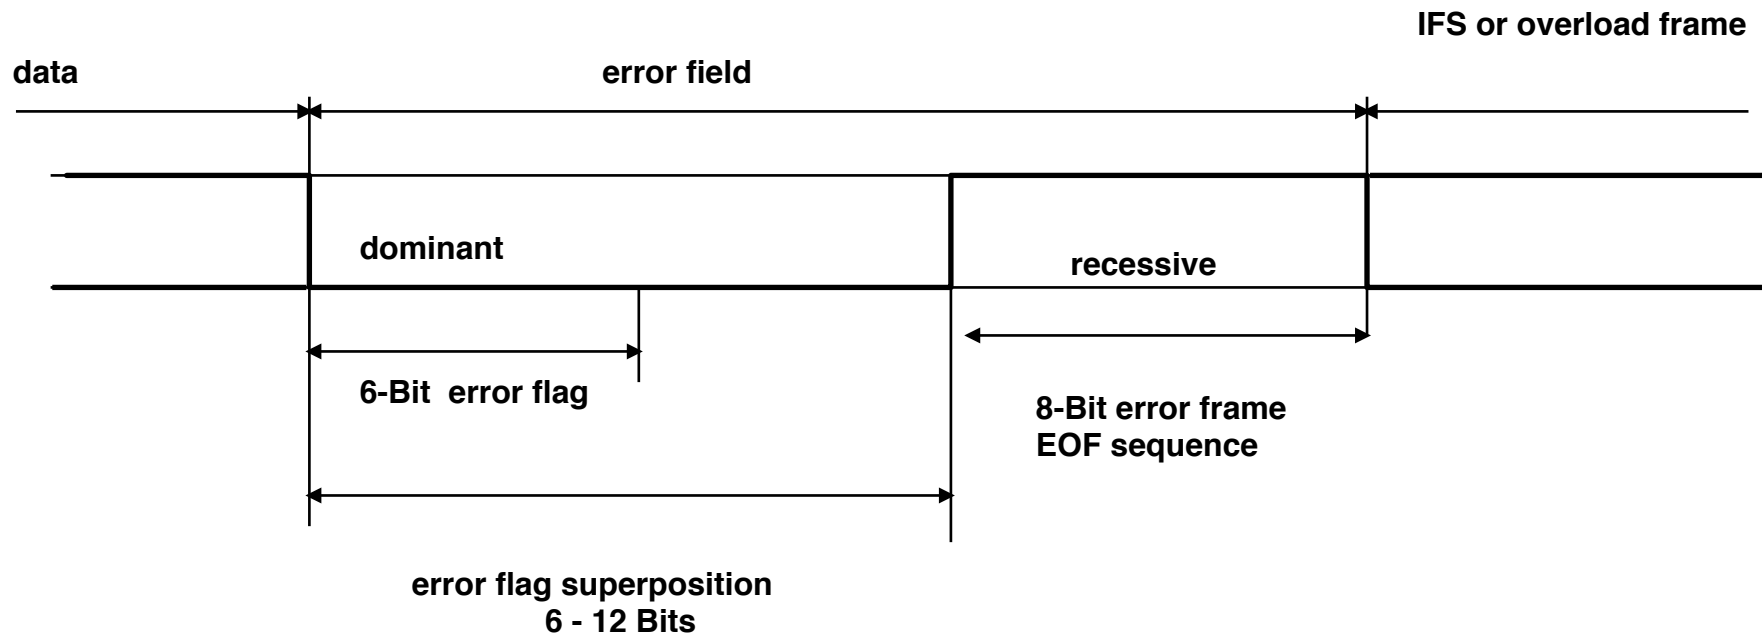 IFS or overload frame
data
error field
dominant
recessive
6-Bit error flag
8-Bit error frame
EOF sequence
error flag superposition
6 - 12 Bits